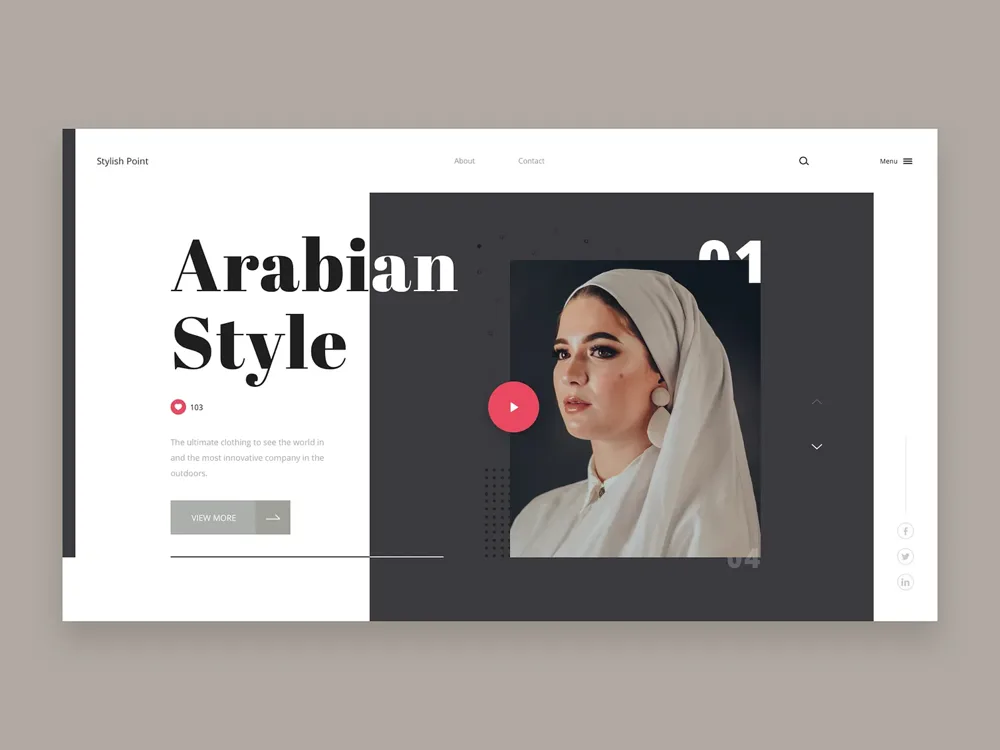 Stylish Point
About
Contact
Menu
Arabian
Style
01
103
The ultimate clothing to see the world in
and the most innovative company in the
outdoors.
VIEW MORE
04
f
in